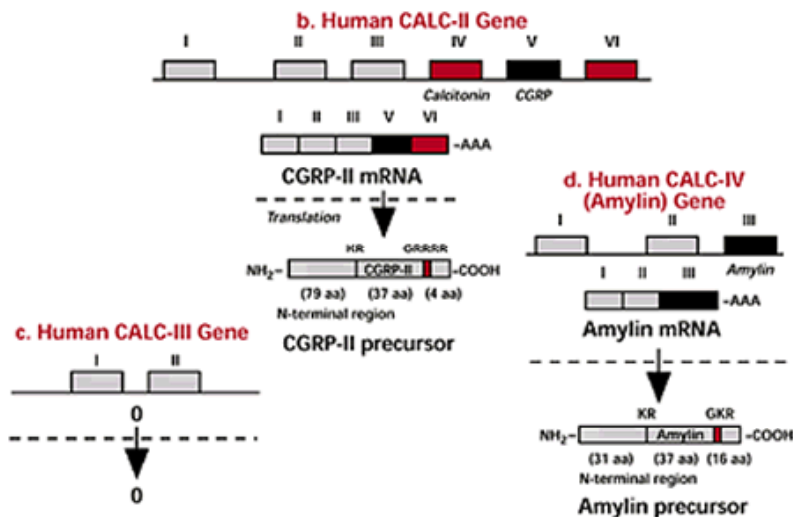 b. Human CALC-II Gene
I II III IV V VI
Calcitonin CGRP
I II III V VI
-AAA
CGRP-II mRNA
Translation
KR GRRRR
NH2- CGRP-II -COOH
(79 aa) (37 aa) (4 aa)
N-terminal region
CGRP-II precursor
c. Human CALC-III Gene
I II
0
0
d. Human CALC-IV
(Amylin) Gene
I II III
Amylin
I II III
-AAA
Amylin mRNA
KR GKR
NH2- Amylin -COOH
(31 aa) (37 aa) (16 aa)
N-terminal region
Amylin precursor